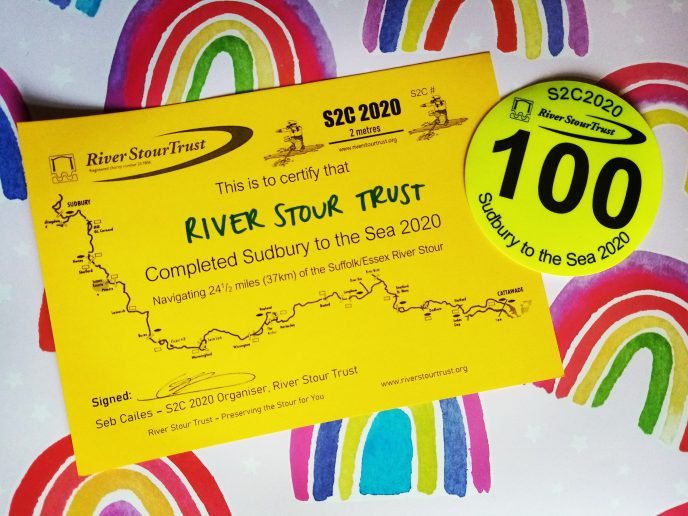 River Stour Trust
S2C 2020
2 metres
www.riverstourtrust.org
S2C #
This is to certify that
RIVER STOUR TRUST
Completed Sudbury to the Sea 2020
Navigating 24 1/2 miles (37km) of the Suffolk/Essex River Stour
SUDBURY
CATTAWADE
Signed:
Seb Cailes – S2C 2020 Organiser, River Stour Trust
www.riverstourtrust.org
River Stour Trust – Preserving the Stour for You
S2C2020
River Stour Trust
100
Sudbury to the Sea 2020